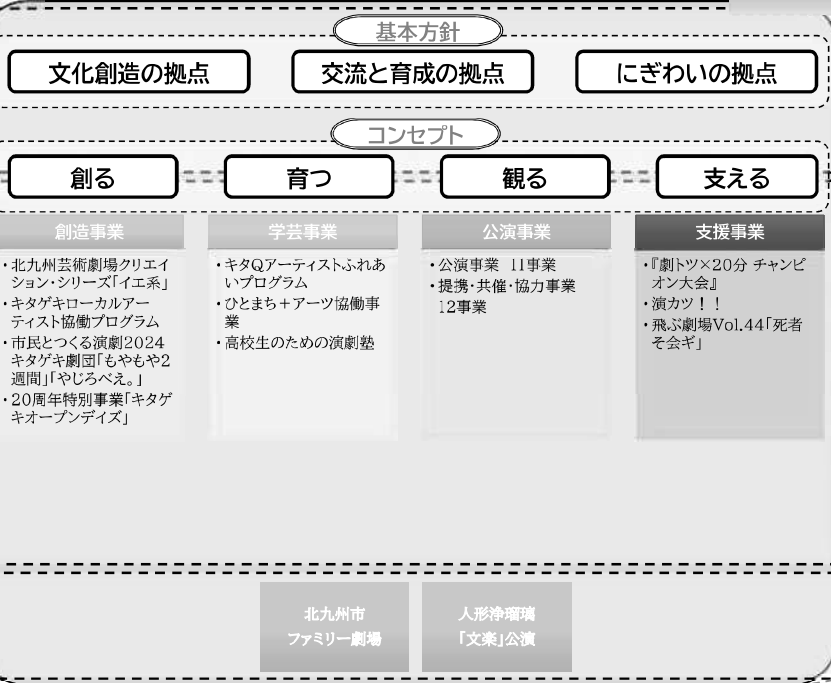 基本方針
文化創造の拠点
交流と育成の拠点
にぎわいの拠点
コンセプト
創る
育つ
観る
支える
創造事業
・北九州芸術劇場クリエイ
ション・シリーズ「イエ系」
・キタゲキローカルアー
ティスト協働プログラム
・市民とつくる演劇2024
キタゲキ劇団「もやもや2
週間」「やじろべえ。」
・20周年特別事業「キタゲ
キオープンデイズ」
学芸事業
・キタQアーティストふれあ
いプログラム
・ひとまち＋アーツ協働事
業
・高校生のための演劇塾
公演事業
・公演事業 11事業
・提携・共催・協力事業
12事業
支援事業
・『劇トツ×20分 チャンピ
オン大会』
・演カツ！！
・飛ぶ劇場Vol.44「死者
そ会ギ」
北九州市
ファミリー劇場
人形浄瑠璃
「文楽」公演